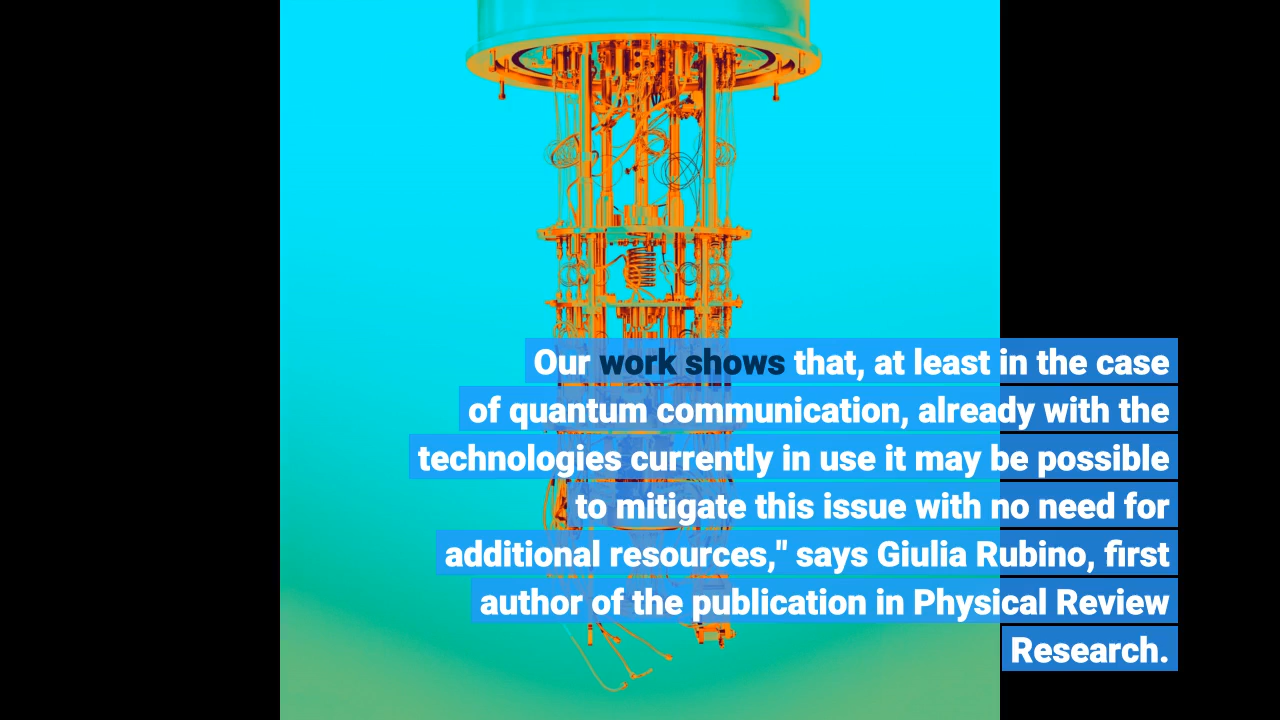 Our work shows that, at least in the case
of quantum communication, already with the
technologies currently in use it may be possible
to mitigate this issue with no need for
additional resources," says Giulia Rubino, first
author of the publication in Physical Review
Research.